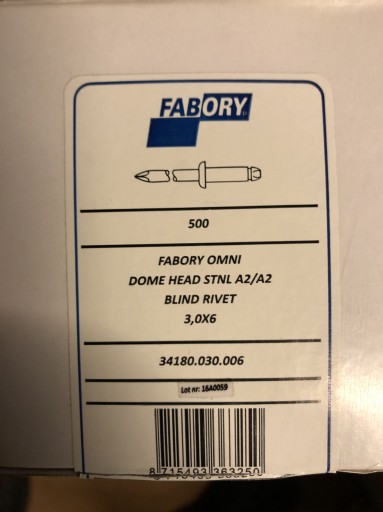 FABORY
500
FABORY OMNI
DOME HEAD STNL A2/A2
BLIND RIVET
3,0X6
34180.030.006
Lot nr: 16A0059
8 715493 363250